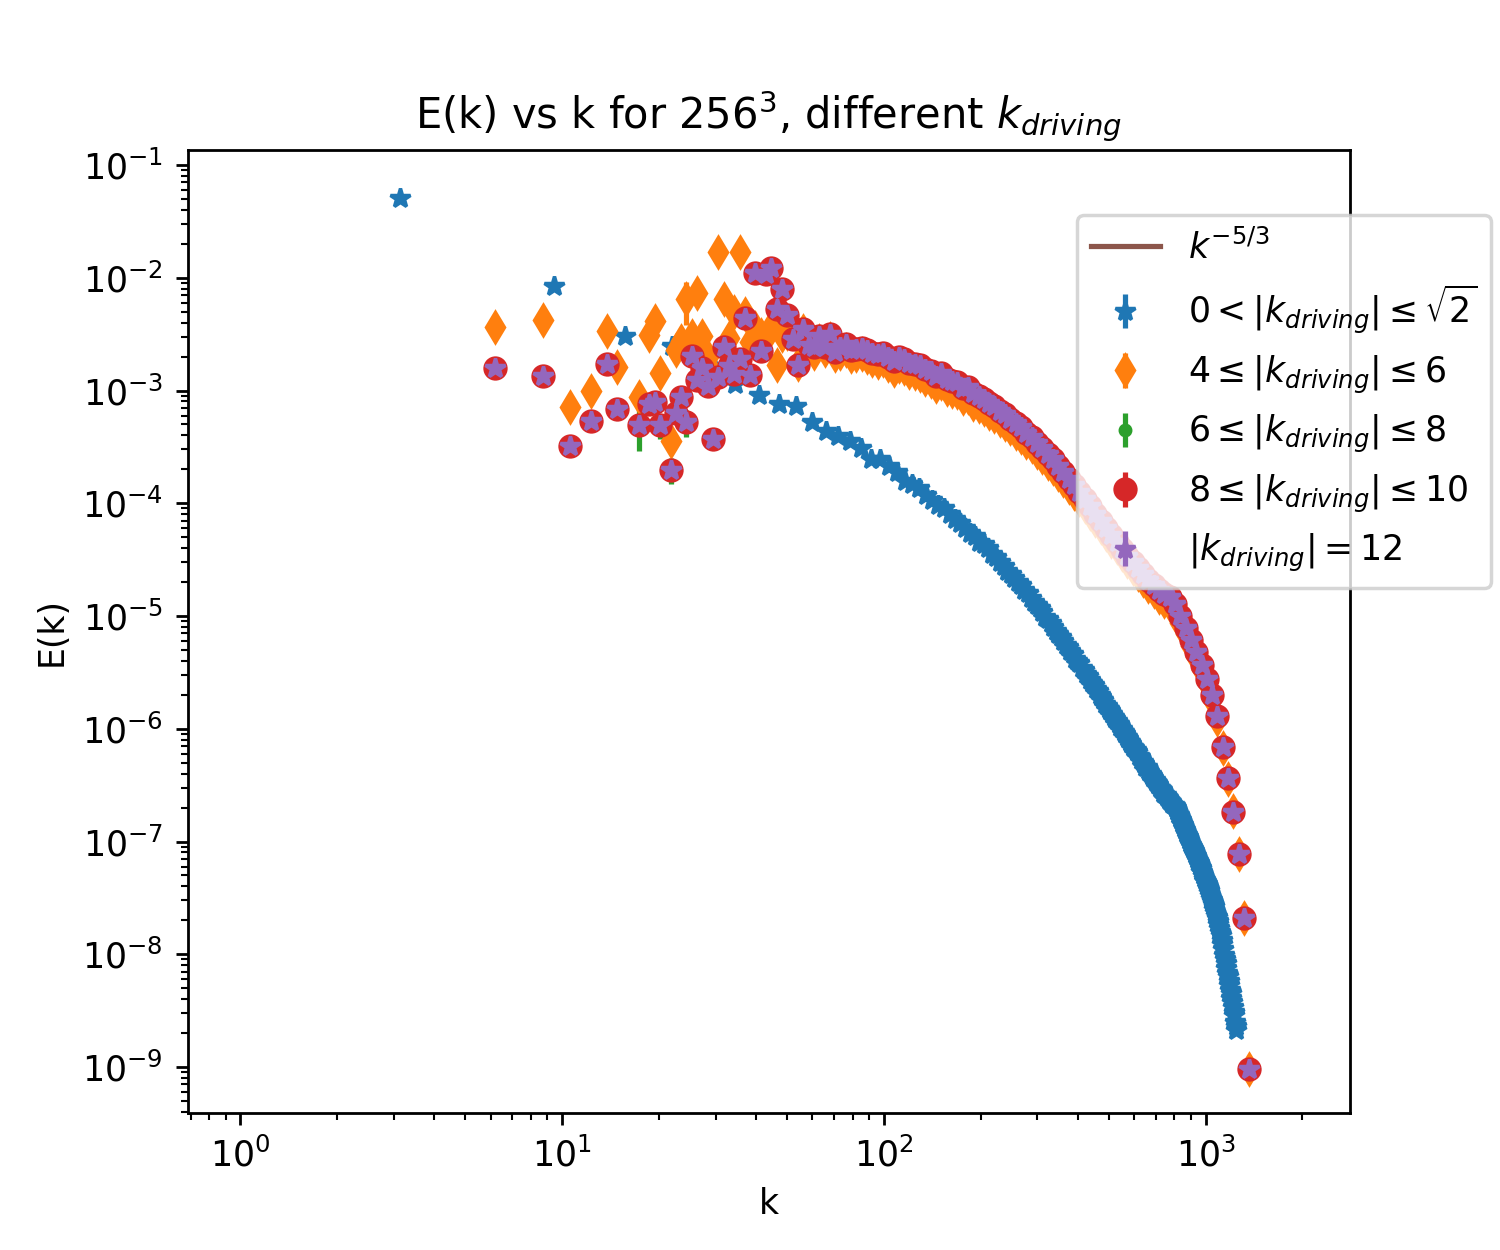 E(k) vs k for 256³, different k_driving
10⁻¹
10⁻²
10⁻³
10⁻⁴
10⁻⁵
10⁻⁶
10⁻⁷
10⁻⁸
10⁻⁹
E(k)
k⁻⁵ᐟ³
0 < |k_driving| ≤ √2
4 ≤ |k_driving| ≤ 6
6 ≤ |k_driving| ≤ 8
8 ≤ |k_driving| ≤ 10
|k_driving| = 12
10⁰ 10¹ 10² 10³
k